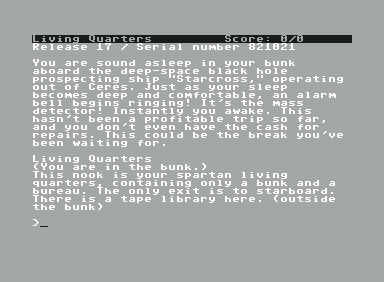 Living Quarters Score: 0/0
Release 17 / Serial number 821021
You are sound asleep in your bunk
aboard the deep-space black hole
prospecting ship "Starcross," operating
out of Ceres. Just as your sleep
becomes deep and comfortable, an alarm
bell begins ringing! It's the mass
detector! Instantly you awake. This
hasn't been a profitable trip so far,
and you don't even have the cash for
repairs. This could be the break you've
been waiting for.
Living Quarters
(You are in the bunk.)
This nook is your spartan living
quarters, containing only a bunk and a
bureau. The only exit is to starboard.
There is a tape library here. (outside
the bunk)
>_